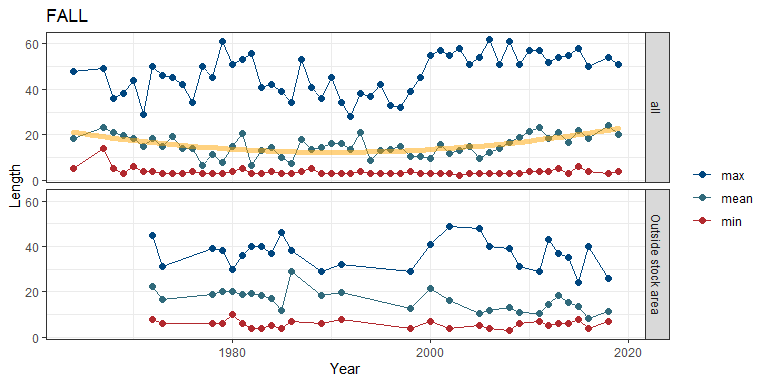 FALL
60
40
20
0
all
60
40
20
0
Outside stock area
Length
1980
2000
2020
Year
max
mean
min